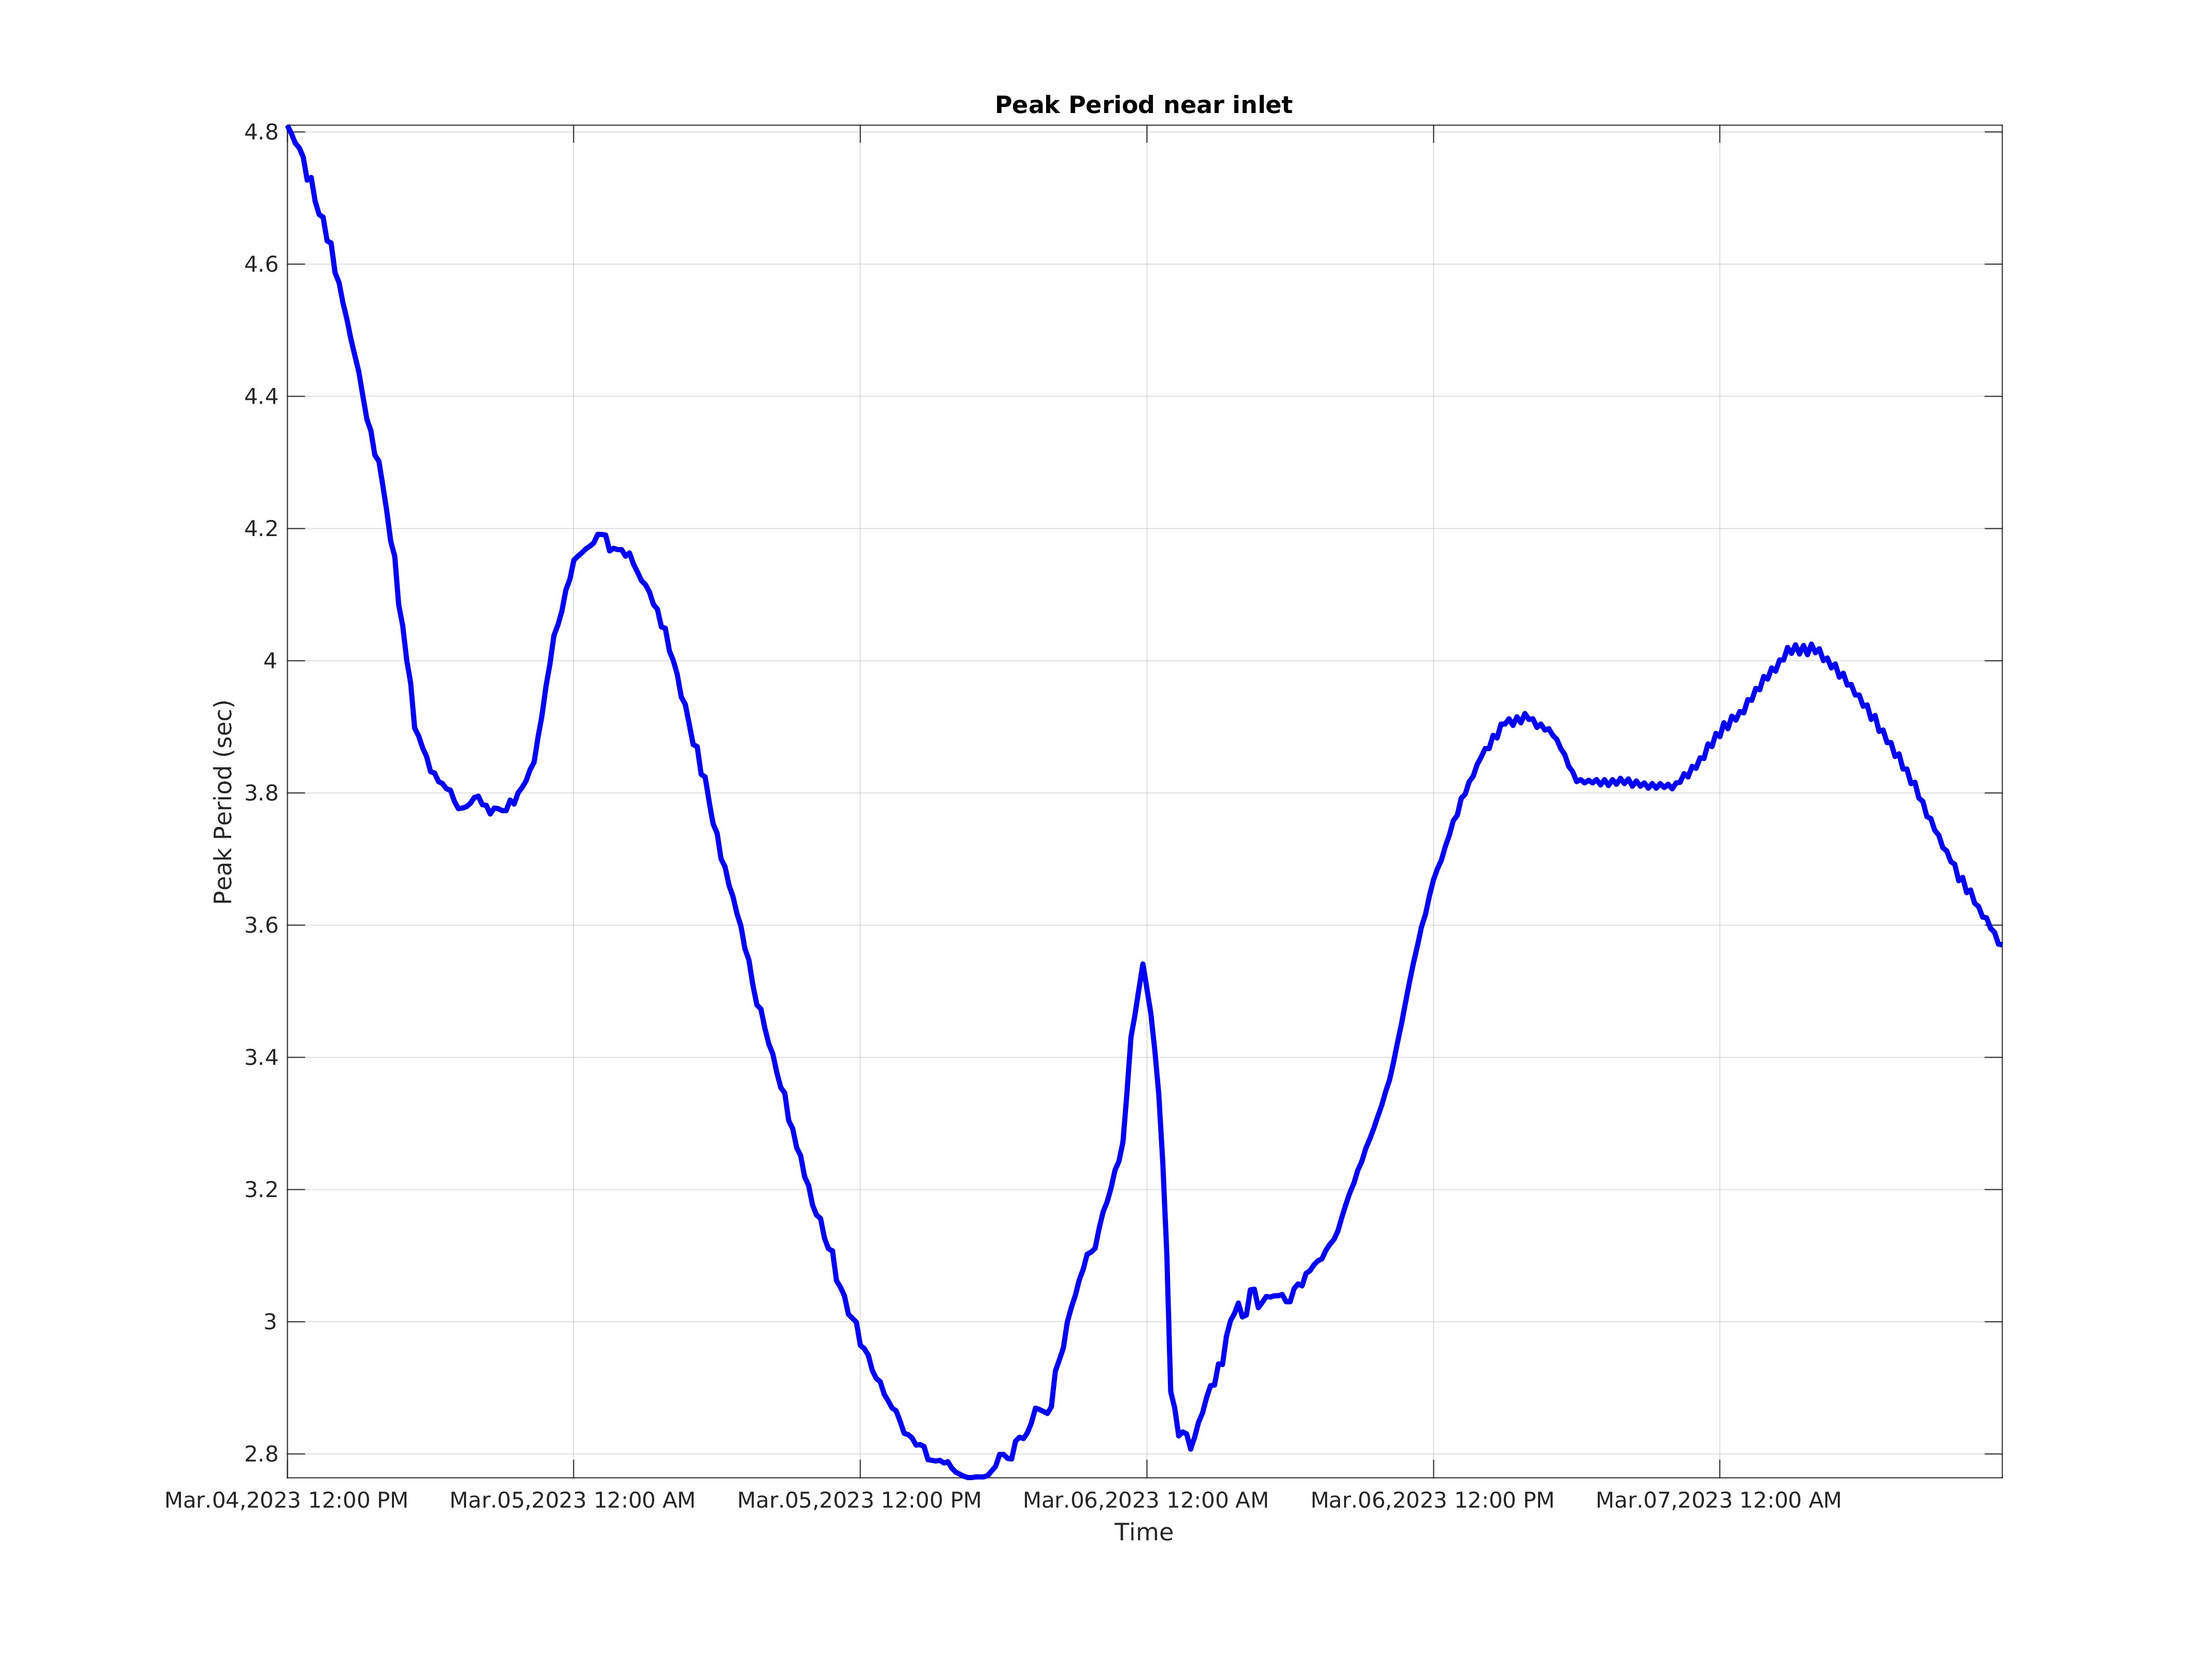 Peak Period near inlet
4.8
4.6
4.4
4.2
4
3.8
3.6
3.4
3.2
3
2.8
Peak Period (sec)
Mar.04,2023 12:00 PM
Mar.05,2023 12:00 AM
Mar.05,2023 12:00 PM
Mar.06,2023 12:00 AM
Mar.06,2023 12:00 PM
Mar.07,2023 12:00 AM
Time